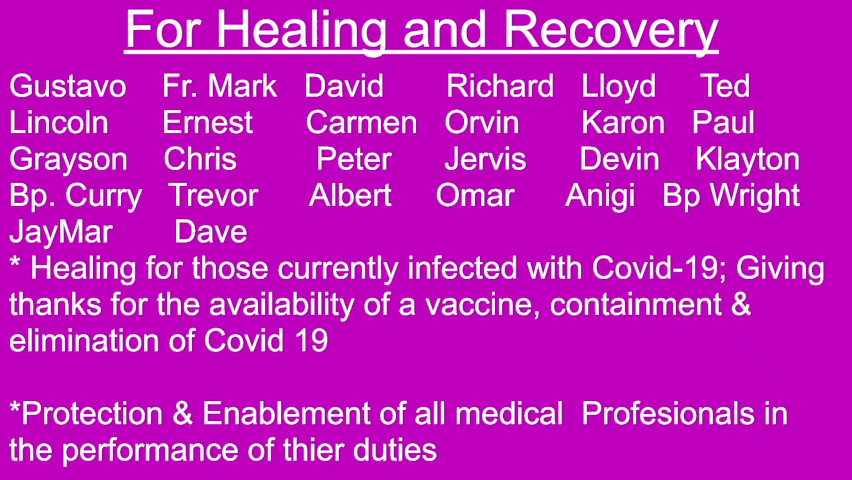 For Healing and Recovery
Gustavo Fr. Mark David Richard Lloyd Ted
Lincoln Ernest Carmen Orvin Karon Paul
Grayson Chris Peter Jervis Devin Klayton
Bp. Curry Trevor Albert Omar Anigi Bp Wright
JayMar Dave
* Healing for those currently infected with Covid-19; Giving
thanks for the availability of a vaccine, containment &
elimination of Covid 19
*Protection & Enablement of all medical Profesionals in
the performance of thier duties